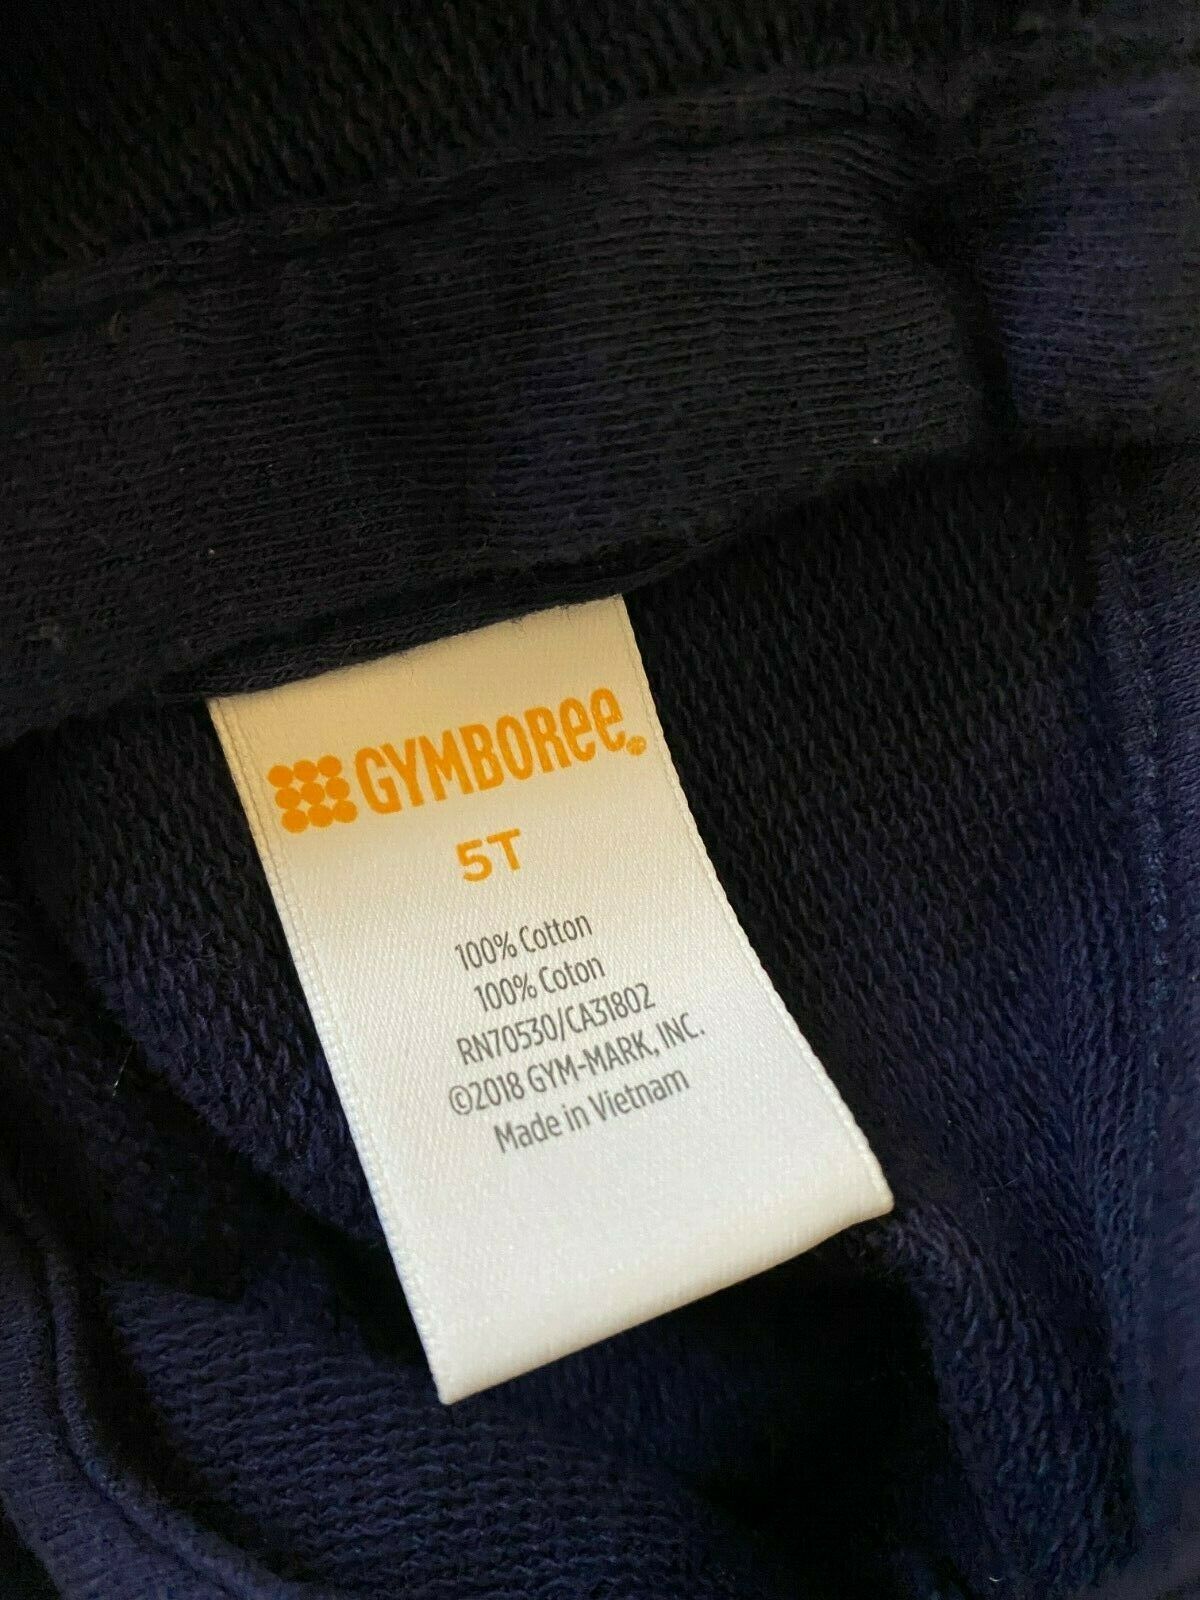 GYMBOREE®
5T
100% Cotton
100% Coton
RN70530/CA31802
©2018 GYM-MARK, INC.
Made in Vietnam